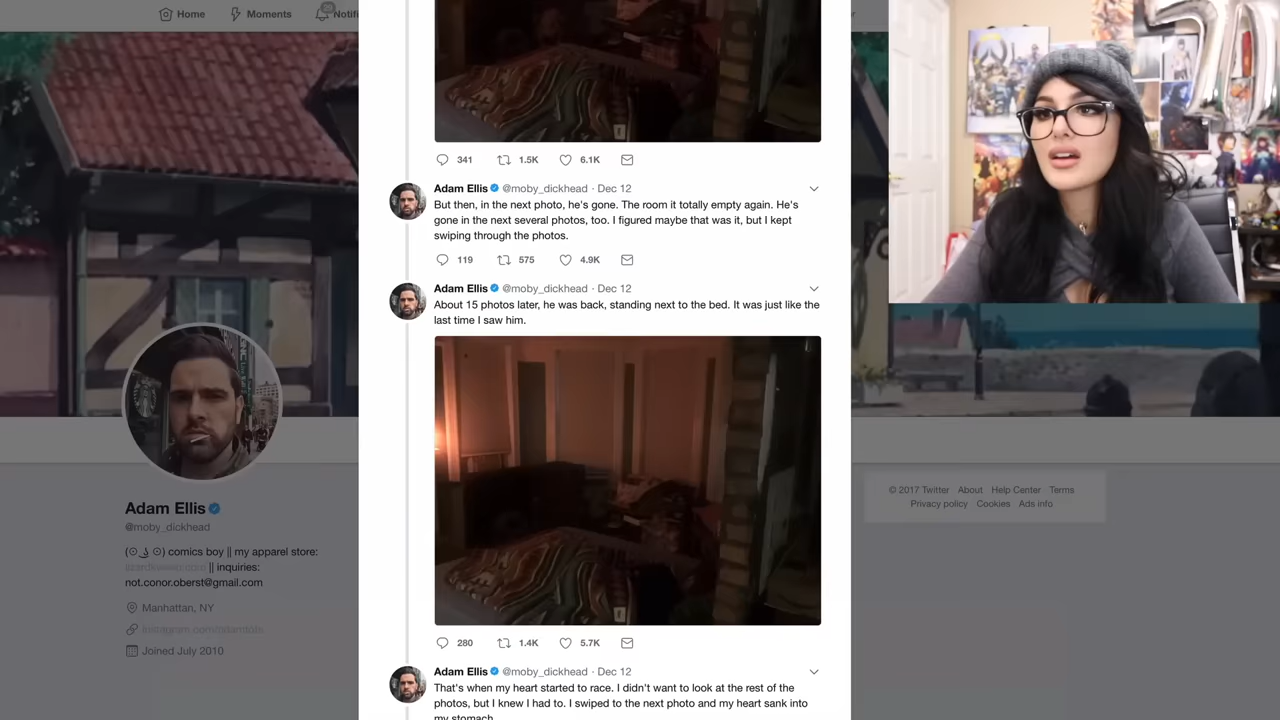 Home
Moments
20
Notifi
341
1.5K
6.1K
Adam Ellis @moby_dickhead · Dec 12
But then, in the next photo, he's gone. The room it totally empty again. He's
gone in the next several photos, too. I figured maybe that was it, but I kept
swiping through the photos.
119
575
4.9K
Adam Ellis @moby_dickhead · Dec 12
About 15 photos later, he was back, standing next to the bed. It was just like the
last time I saw him.
280
1.4K
5.7K
Adam Ellis @moby_dickhead · Dec 12
That's when my heart started to race. I didn't want to look at the rest of the
photos, but I knew I had to. I swiped to the next photo and my heart sank into
my stomach.
Adam Ellis
@moby_dickhead
(⊙ ͜ʖ ⊙) comics boy || my apparel store:
|| inquiries:
not.conor.oberst@gmail.com
Manhattan, NY
Joined July 2010
© 2017 Twitter About Help Center Terms
Privacy policy Cookies Ads info